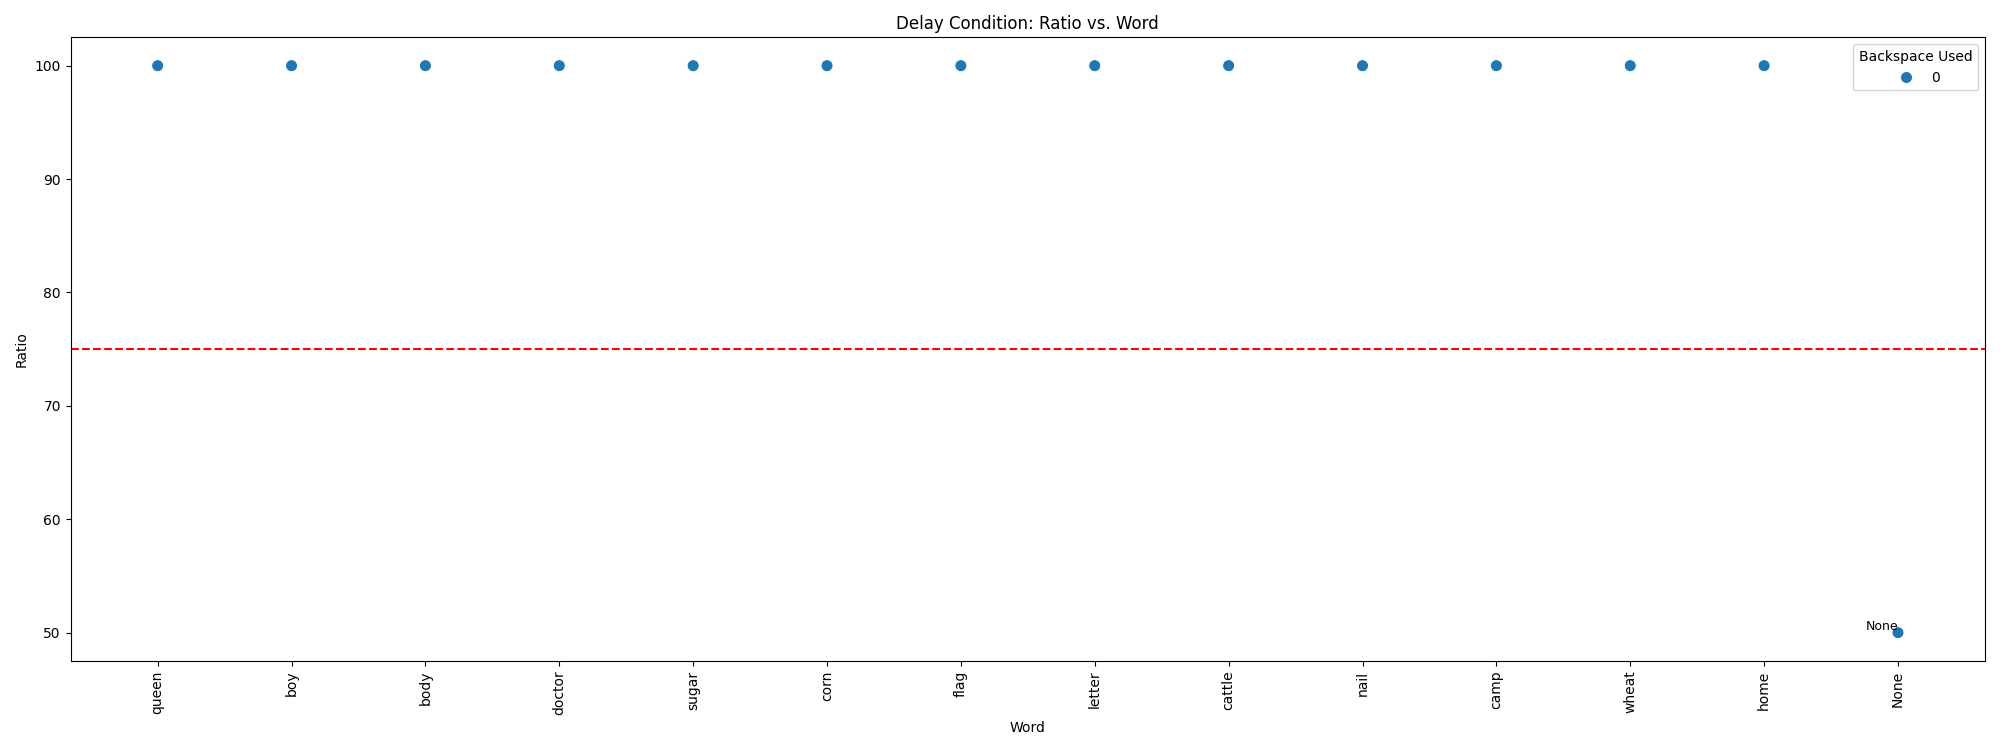 Delay Condition: Ratio vs. Word
Backspace Used
0
100
90
80
70
60
50
Ratio
None
queen
boy
body
doctor
sugar
corn
flag
letter
cattle
nail
camp
wheat
home
None
Word